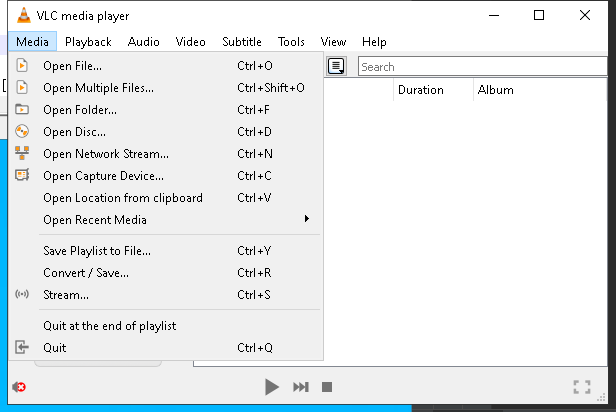 VLC media player
Media Playback Audio Video Subtitle Tools View Help
Open File... Ctrl+O
Search
Open Multiple Files... Ctrl+Shift+O
Duration Album
Open Folder... Ctrl+F
Open Disc... Ctrl+D
Open Network Stream... Ctrl+N
Open Capture Device... Ctrl+C
Open Location from clipboard Ctrl+V
Open Recent Media
Save Playlist to File... Ctrl+Y
Convert / Save... Ctrl+R
Stream... Ctrl+S
Quit at the end of playlist
Quit Ctrl+Q